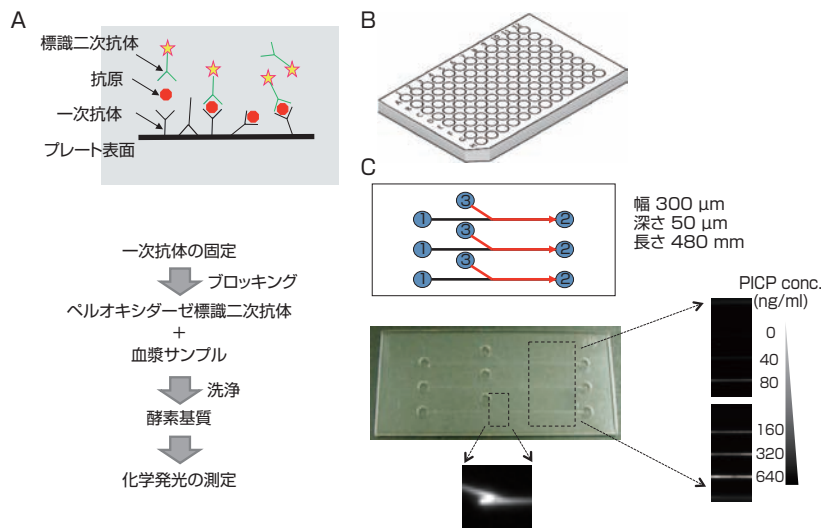 A
標識二次抗体
抗原
一次抗体
プレート表面
一次抗体の固定
ブロッキング
ペルオキシダーゼ標識二次抗体
+
血漿サンプル
洗浄
酵素基質
化学発光の測定
B
C
3
1
2
3
1
2
3
1
2
幅 300 μm
深さ 50 μm
長さ 480 mm
PICP conc.
(ng/ml)
0
40
80
160
320
640